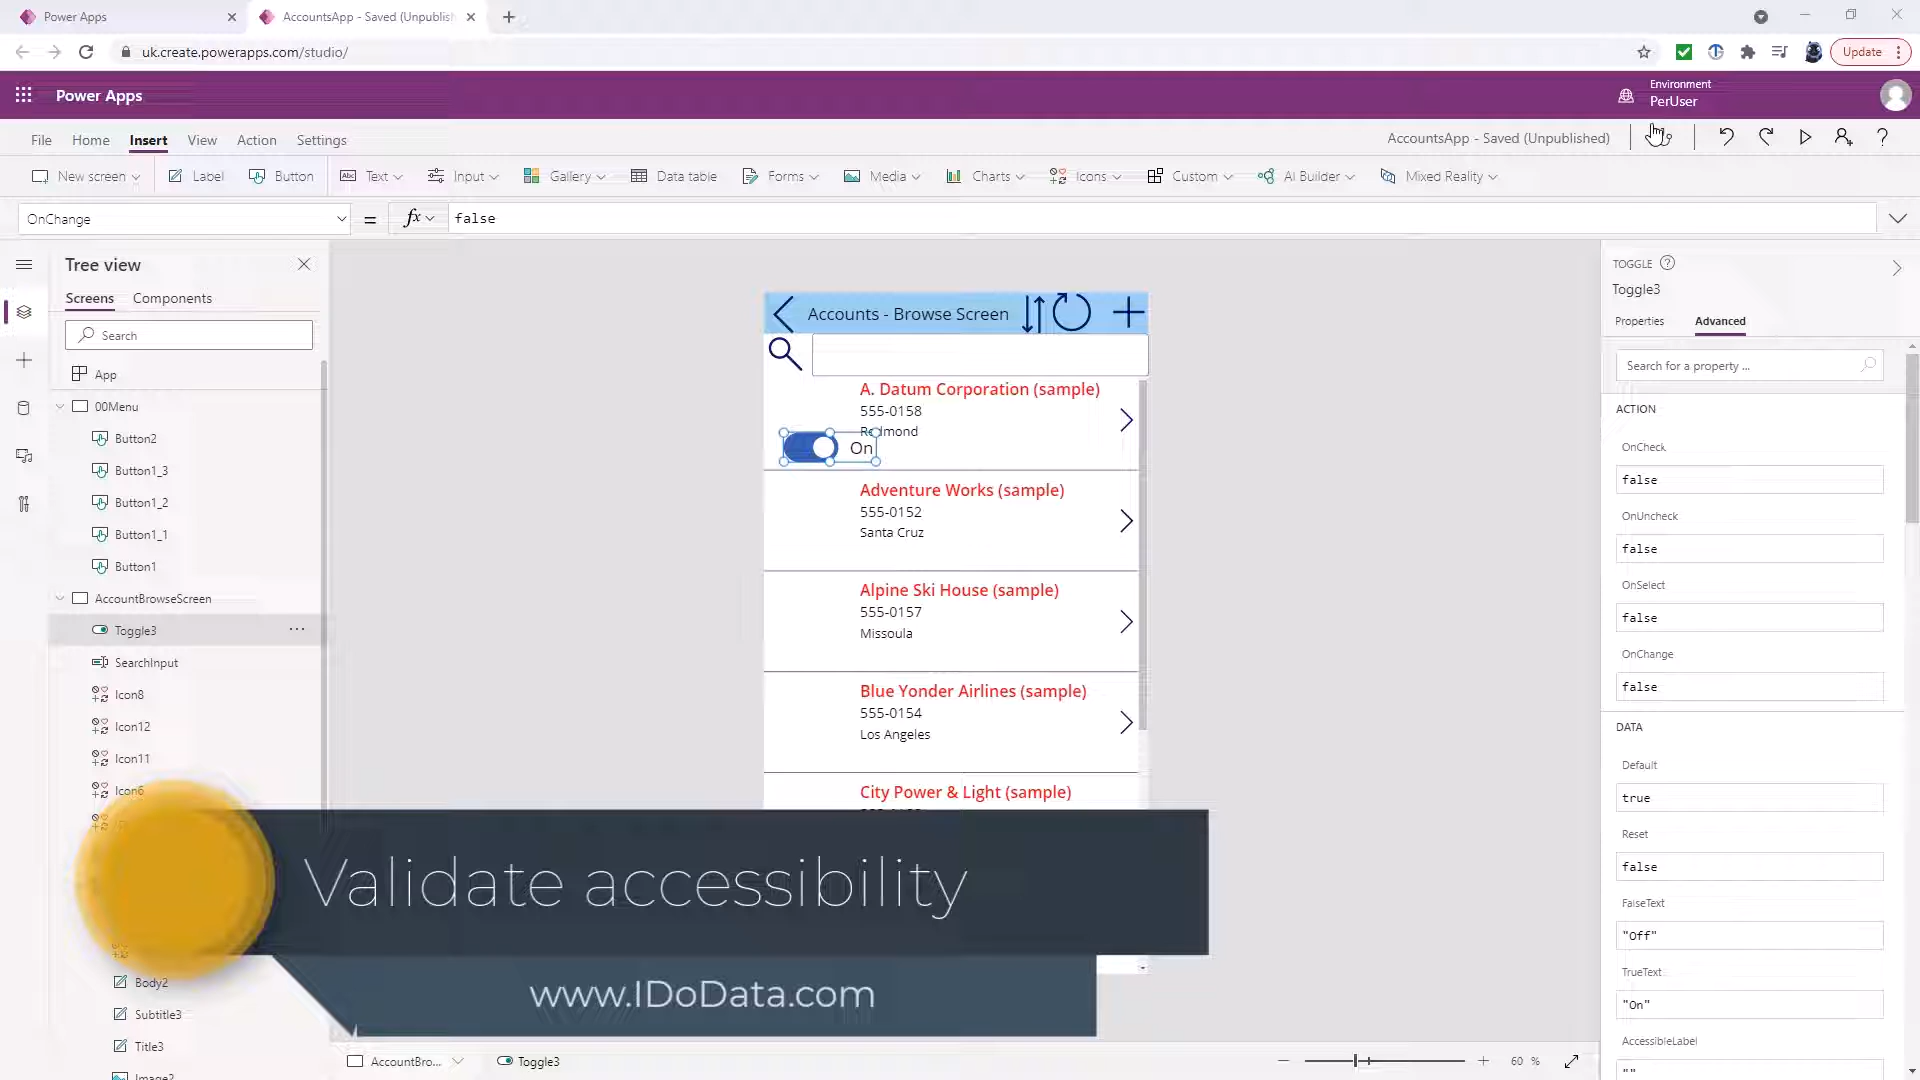 Power Apps
AccountsApp - Saved (Unpublish
uk.create.powerapps.com/studio/
Update
Power Apps
Environment
PerUser
File Home Insert View Action Settings
AccountsApp - Saved (Unpublished)
New screen Label Button Text Input Gallery Data table Forms Media Charts Icons Custom AI Builder Mixed Reality
OnChange = fx false
Tree view
Screens Components
Search
App
00Menu
Button2
Button1_3
Button1_2
Button1_1
Button1
AccountBrowseScreen
Toggle3
SearchInput
Icon8
Icon12
Icon11
Icon6
Body2
Subtitle3
Title3
Image2
Accounts - Browse Screen
A. Datum Corporation (sample)
555-0158
Redmond
On
Adventure Works (sample)
555-0152
Santa Cruz
Alpine Ski House (sample)
555-0157
Missoula
Blue Yonder Airlines (sample)
555-0154
Los Angeles
City Power & Light (sample)
Validate accessibility
www.IDoData.com
AccountBro... Toggle3
60 %
TOGGLE
Toggle3
Properties Advanced
Search for a property ...
ACTION
OnCheck
false
OnUncheck
false
OnSelect
false
OnChange
false
DATA
Default
true
Reset
false
FalseText
"Off"
TrueText
"On"
AccessibleLabel
""